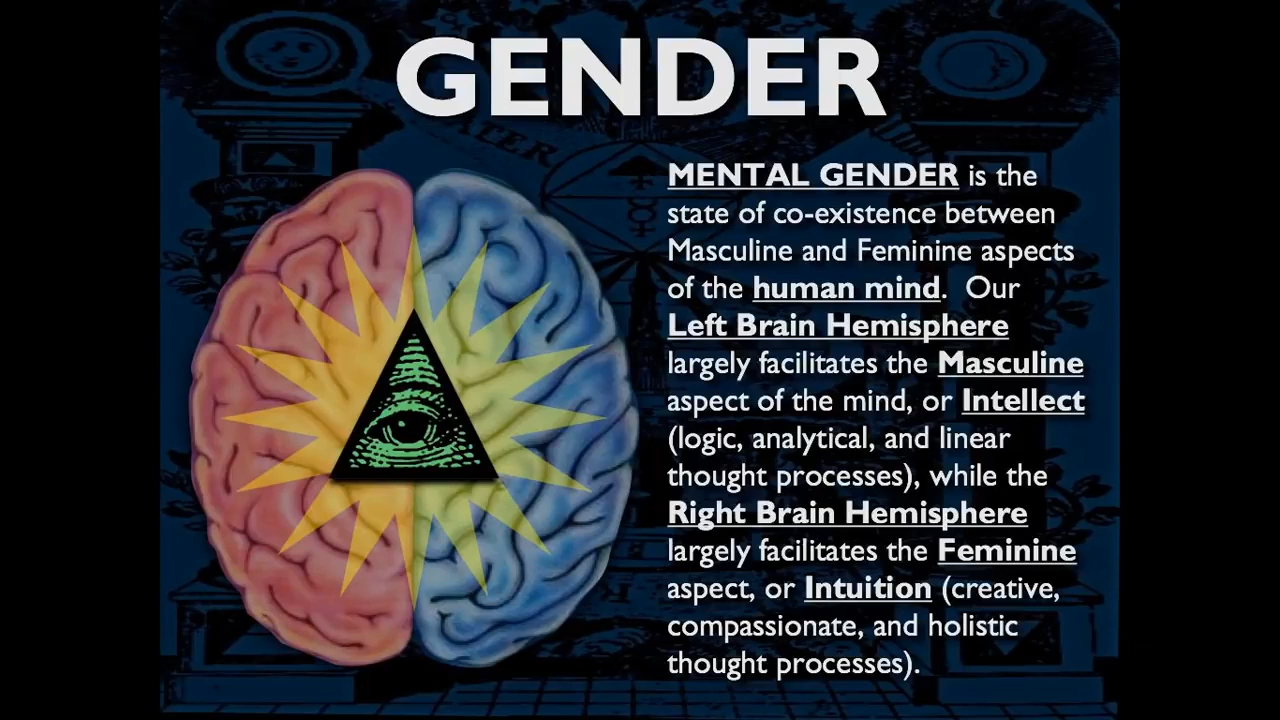 GENDER
ATER
MENTAL GENDER is the
state of co-existence between
Masculine and Feminine aspects
of the human mind.  Our
Left Brain Hemisphere
largely facilitates the Masculine
aspect of the mind, or Intellect
(logic, analytical, and linear
thought processes), while the
Right Brain Hemisphere
largely facilitates the Feminine
aspect, or Intuition (creative,
compassionate, and holistic
thought processes).